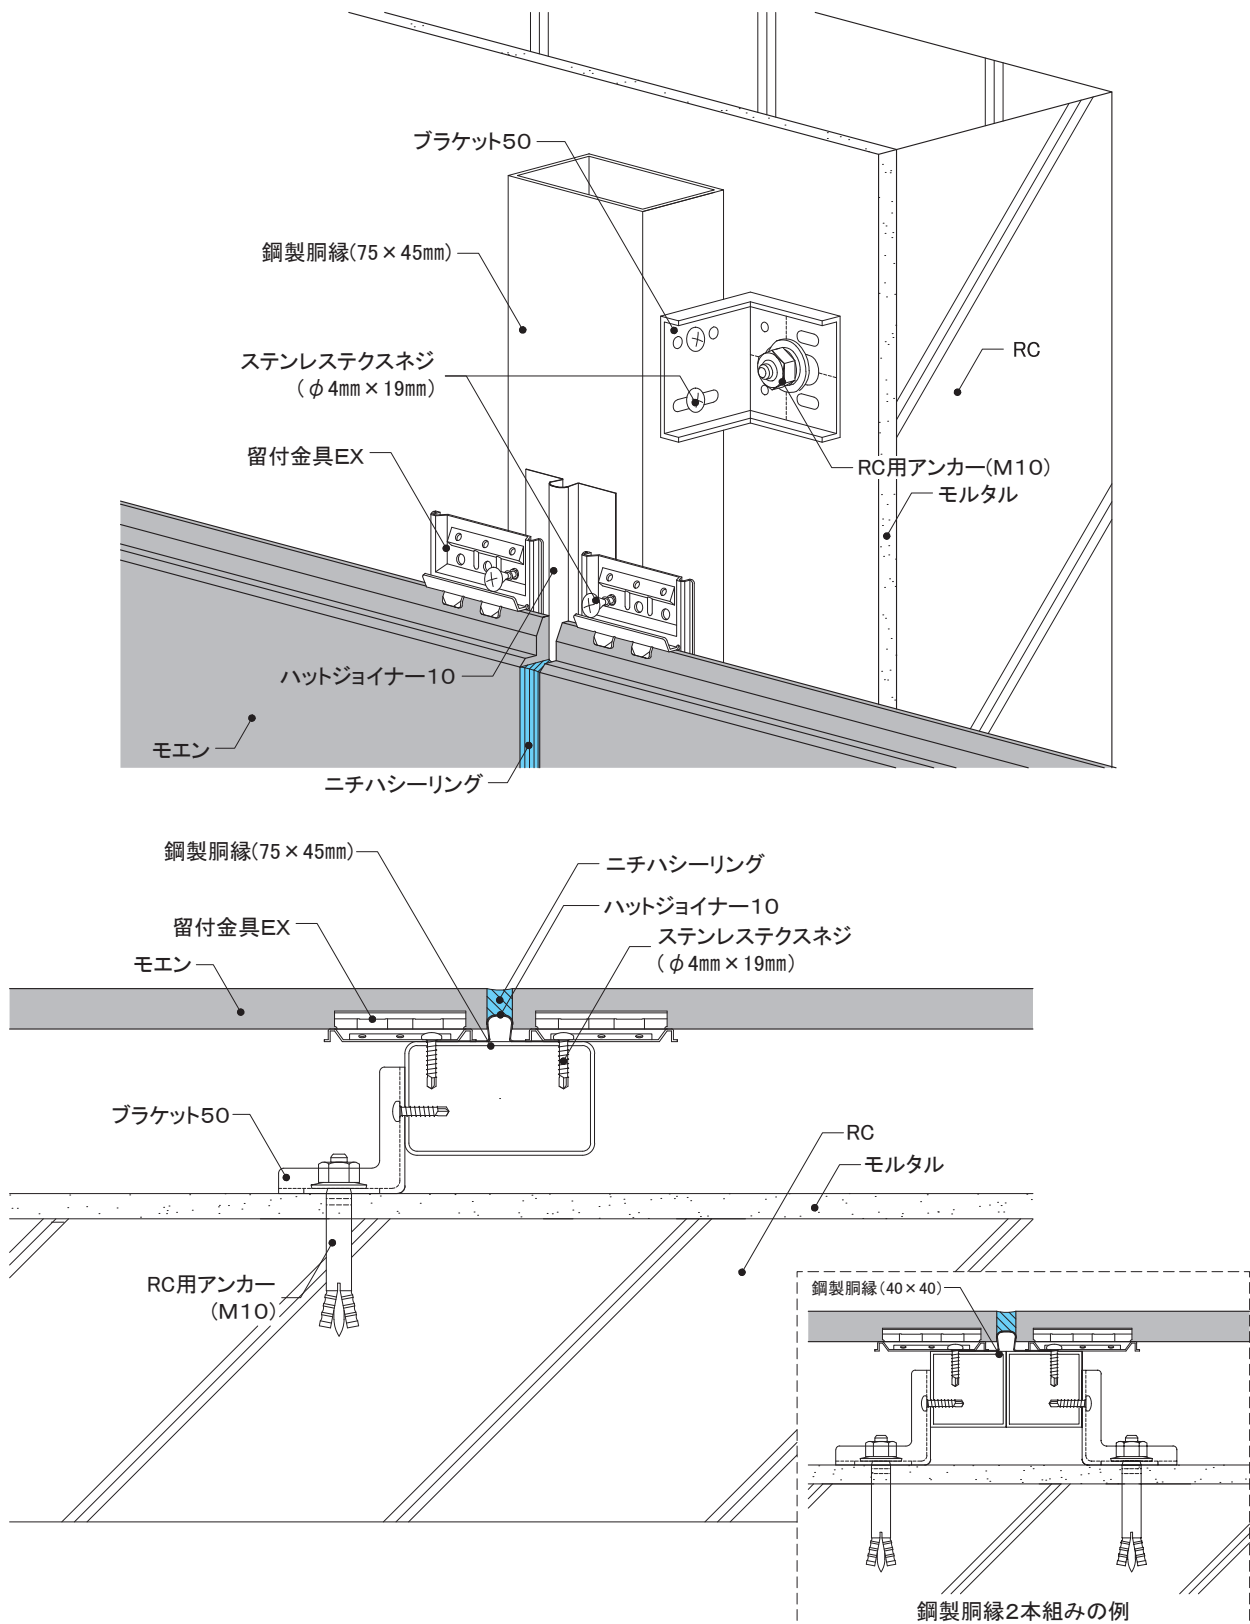 ブラケット50
鋼製胴縁(75×45mm)
ステンレステクスネジ
(φ4mm×19mm)
RC
留付金具EX
RC用アンカー(M10)
モルタル
ハットジョイナー10
モエン
ニチハシーリング
鋼製胴縁(75×45mm)
ニチハシーリング
ハットジョイナー10
留付金具EX
ステンレステクスネジ
(φ4mm×19mm)
モエン
ブラケット50
RC
モルタル
RC用アンカー
(M10)
鋼製胴縁(40×40)
鋼製胴縁2本組みの例